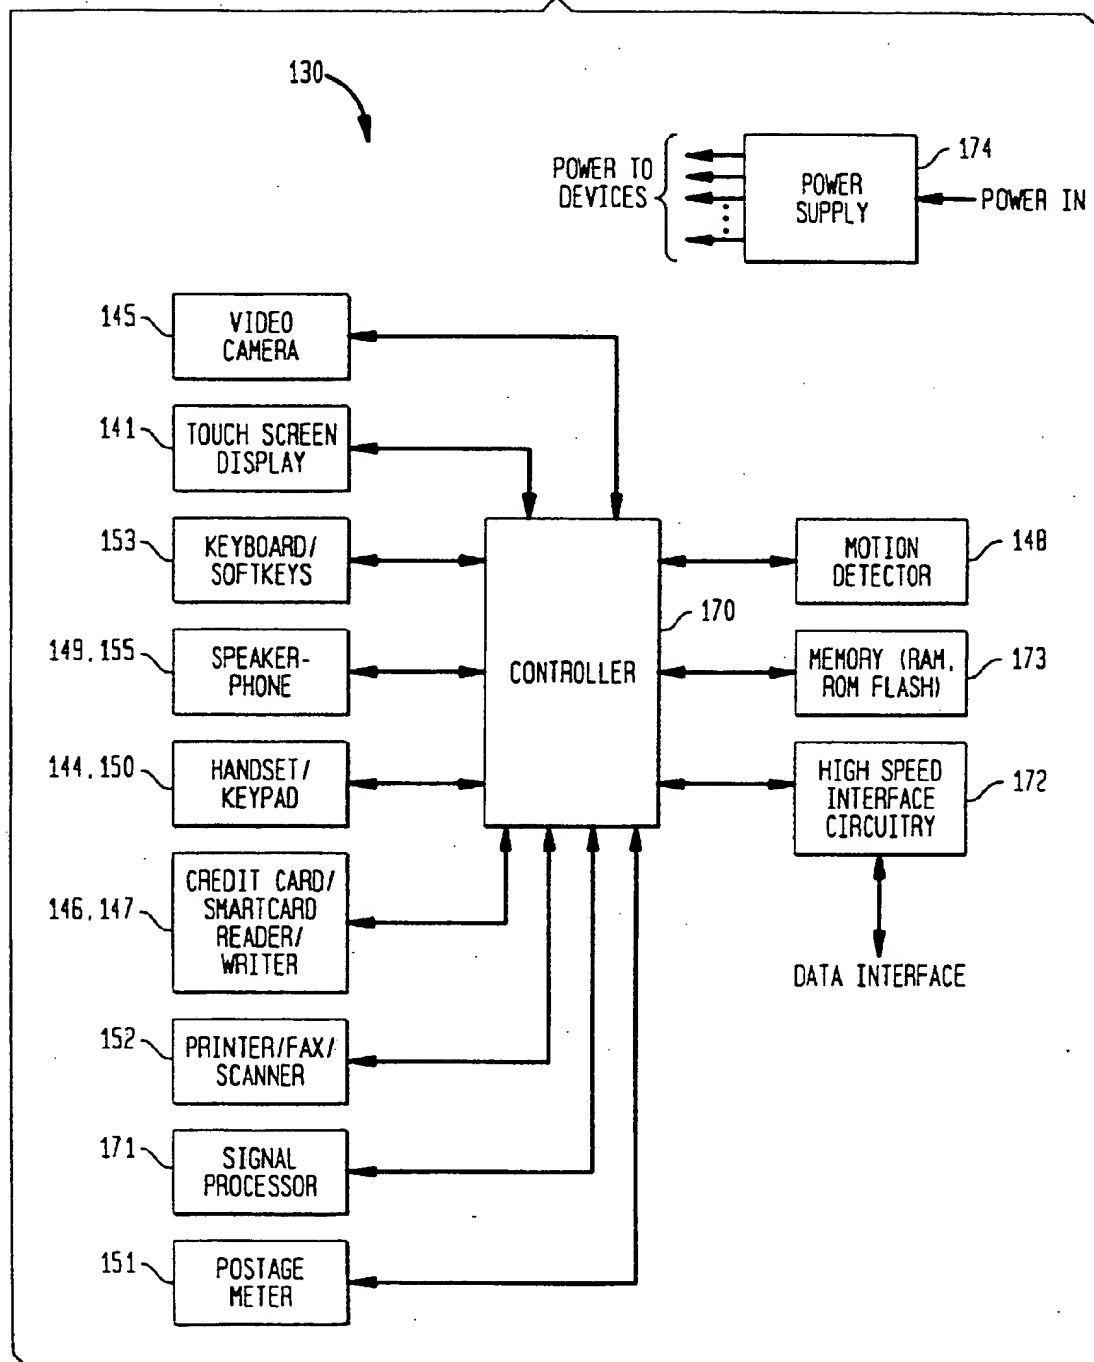 130
POWER TO
DEVICES
POWER
SUPPLY
174
POWER IN
145
VIDEO
CAMERA
141
TOUCH SCREEN
DISPLAY
153
KEYBOARD/
SOFTKEYS
MOTION
DETECTOR
148
149,155
SPEAKER-
PHONE
CONTROLLER
170
MEMORY (RAM,
ROM FLASH)
173
144,150
HANDSET/
KEYPAD
HIGH SPEED
INTERFACE
CIRCUITRY
172
146,147
CREDIT CARD/
SMARTCARD
READER/
WRITER
DATA INTERFACE
152
PRINTER/FAX/
SCANNER
171
SIGNAL
PROCESSOR
151
POSTAGE
METER